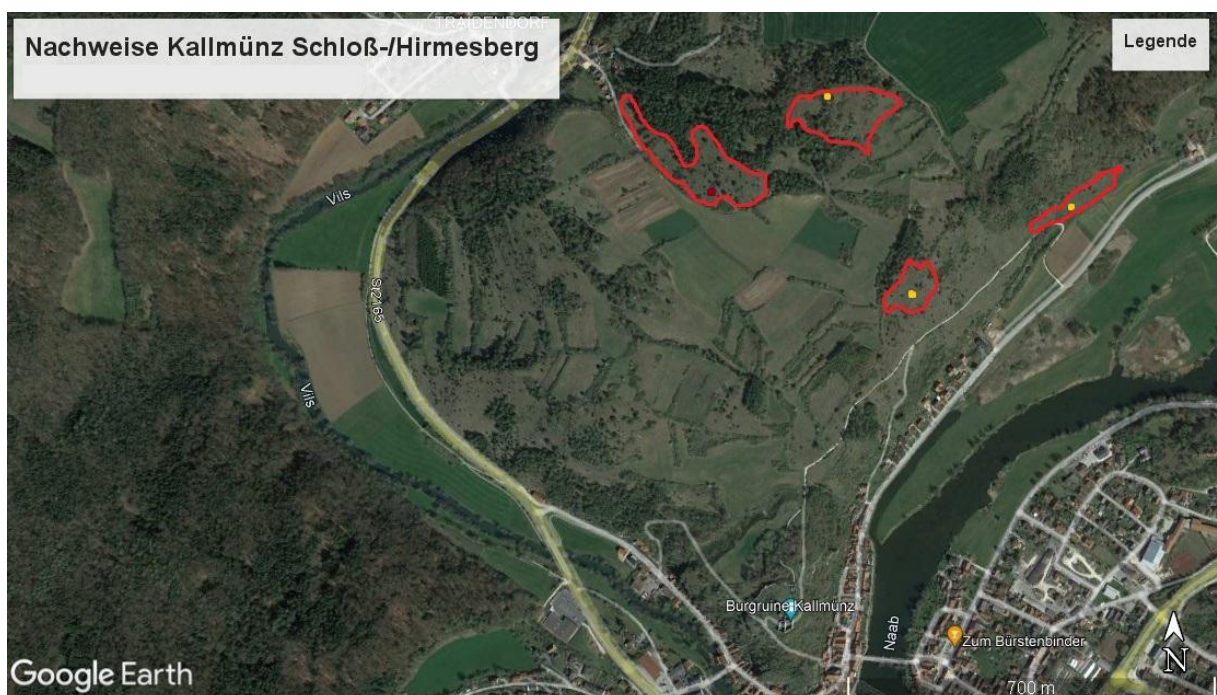 TRAIDENDORF
Nachweise Kallmünz Schloß-/Hirmesberg
Legende
Vils
St2165
Vils
Burgruine Kallmünz
Naab
Zum Bürstenbinder
N
Google Earth
700 m